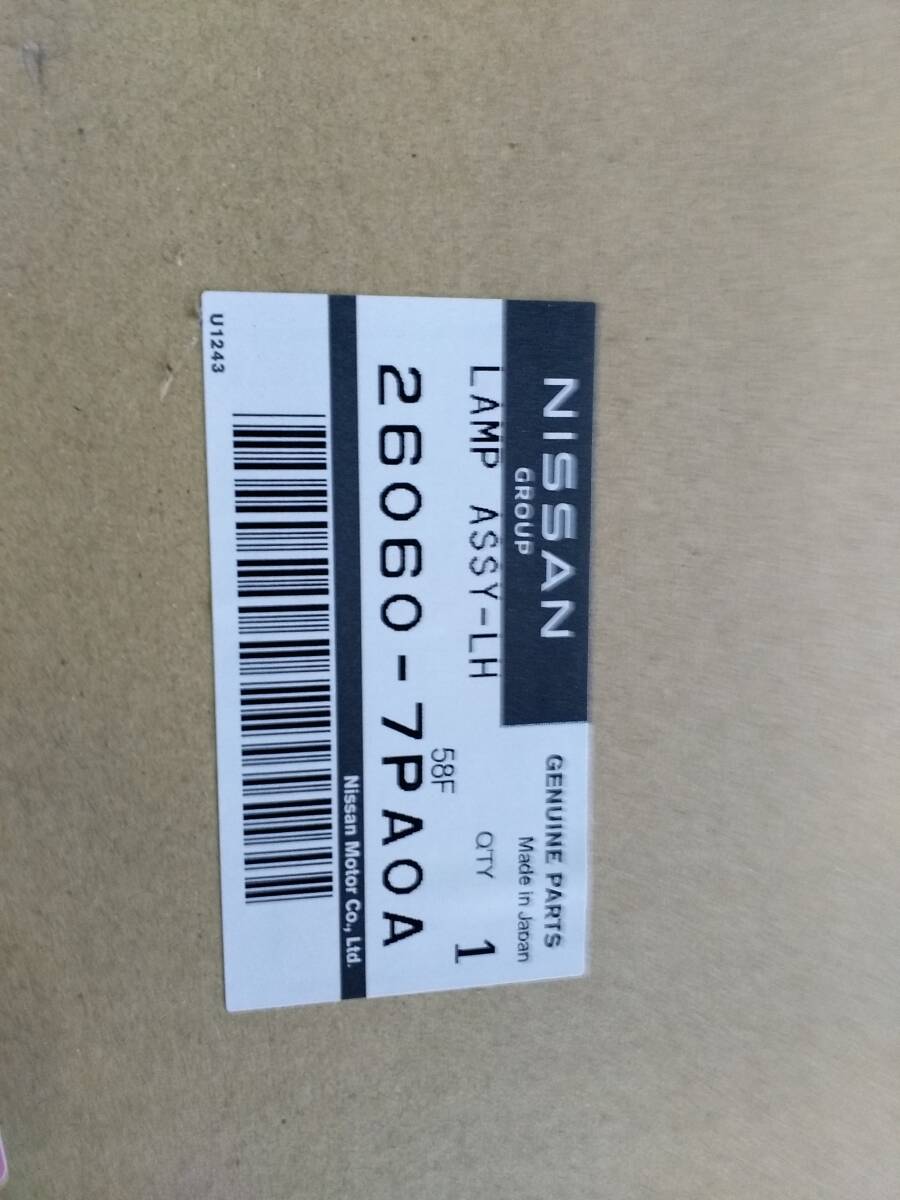 NISSAN
GROUP
GENUINE PARTS
Made in Japan
LAMP ASSY-LH
QTY 1
58F
26060-7PA0A
Nissan Motor Co., Ltd.
U1243